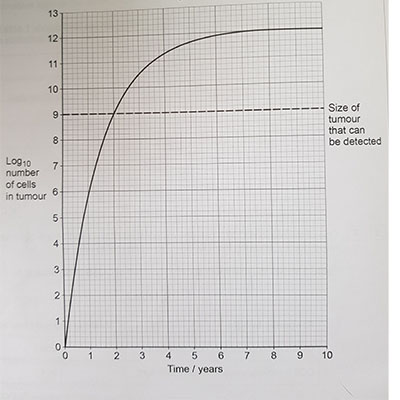 13
12
11
10
9
8
7
6
5
4
3
2
1
0
Log10
number
of cells
in tumour
Size of
tumour
that can
be detected
0 1 2 3 4 5 6 7 8 9 10
Time / years